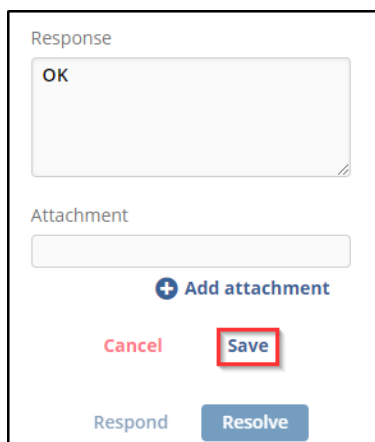 Response
OK
Attachment
Add attachment
Cancel Save
Respond Resolve